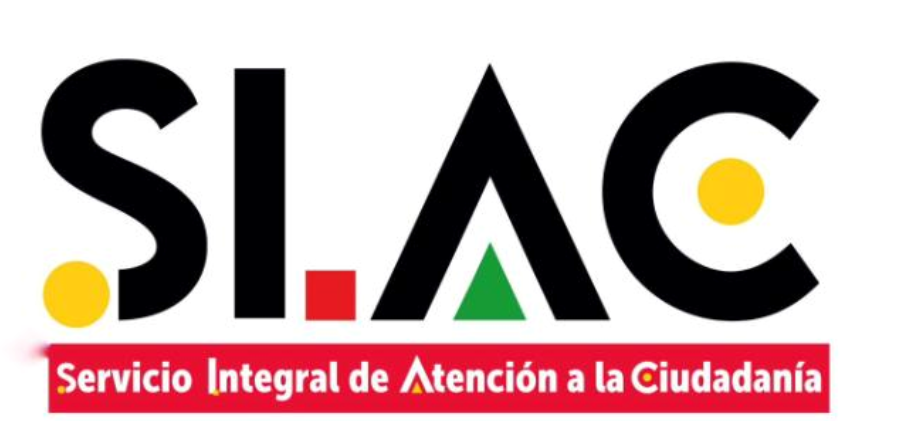 SIAC
Servicio Integral de Atención a la Ciudadanía